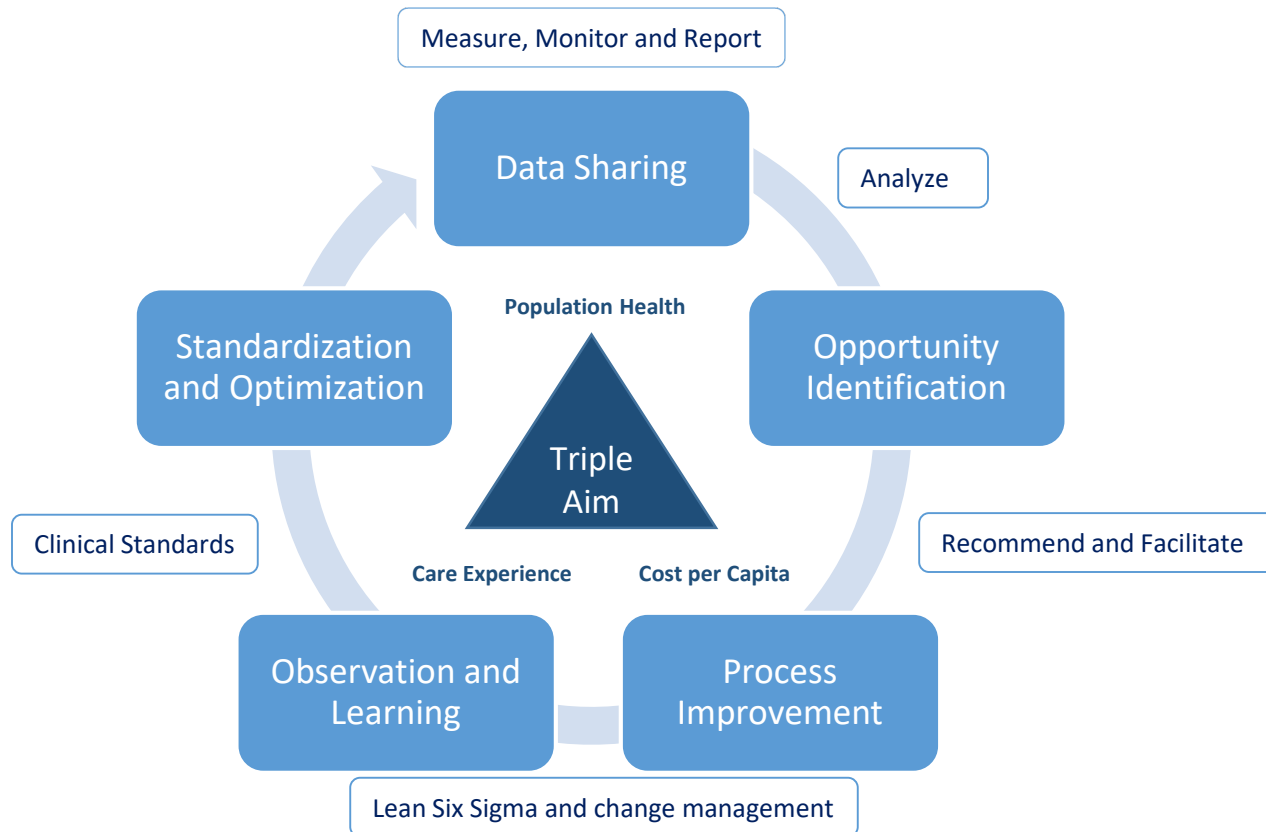 Measure, Monitor and Report
Data Sharing
Analyze
Population Health
Standardization
and Optimization
Opportunity
Identification
Triple
Aim
Clinical Standards
Recommend and Facilitate
Care Experience
Cost per Capita
Observation and
Learning
Process
Improvement
Lean Six Sigma and change management